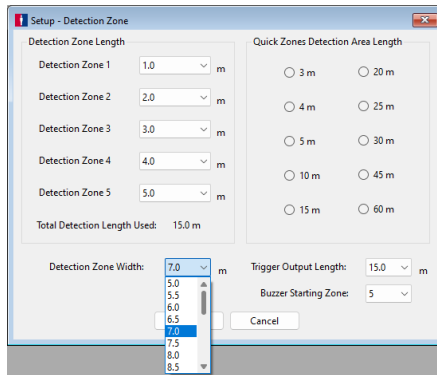 Setup - Detection Zone
Detection Zone Length
Detection Zone 1 1.0 m
Detection Zone 2 2.0 m
Detection Zone 3 3.0 m
Detection Zone 4 4.0 m
Detection Zone 5 5.0 m
Total Detection Length Used: 15.0 m
Quick Zones Detection Area Length
3 m 20 m
4 m 25 m
5 m 30 m
10 m 45 m
15 m 60 m
Detection Zone Width: 7.0 m
5.0
5.5
6.0
6.5
7.0
7.5
8.0
8.5
Trigger Output Length: 15.0 m
Buzzer Starting Zone: 5
Cancel